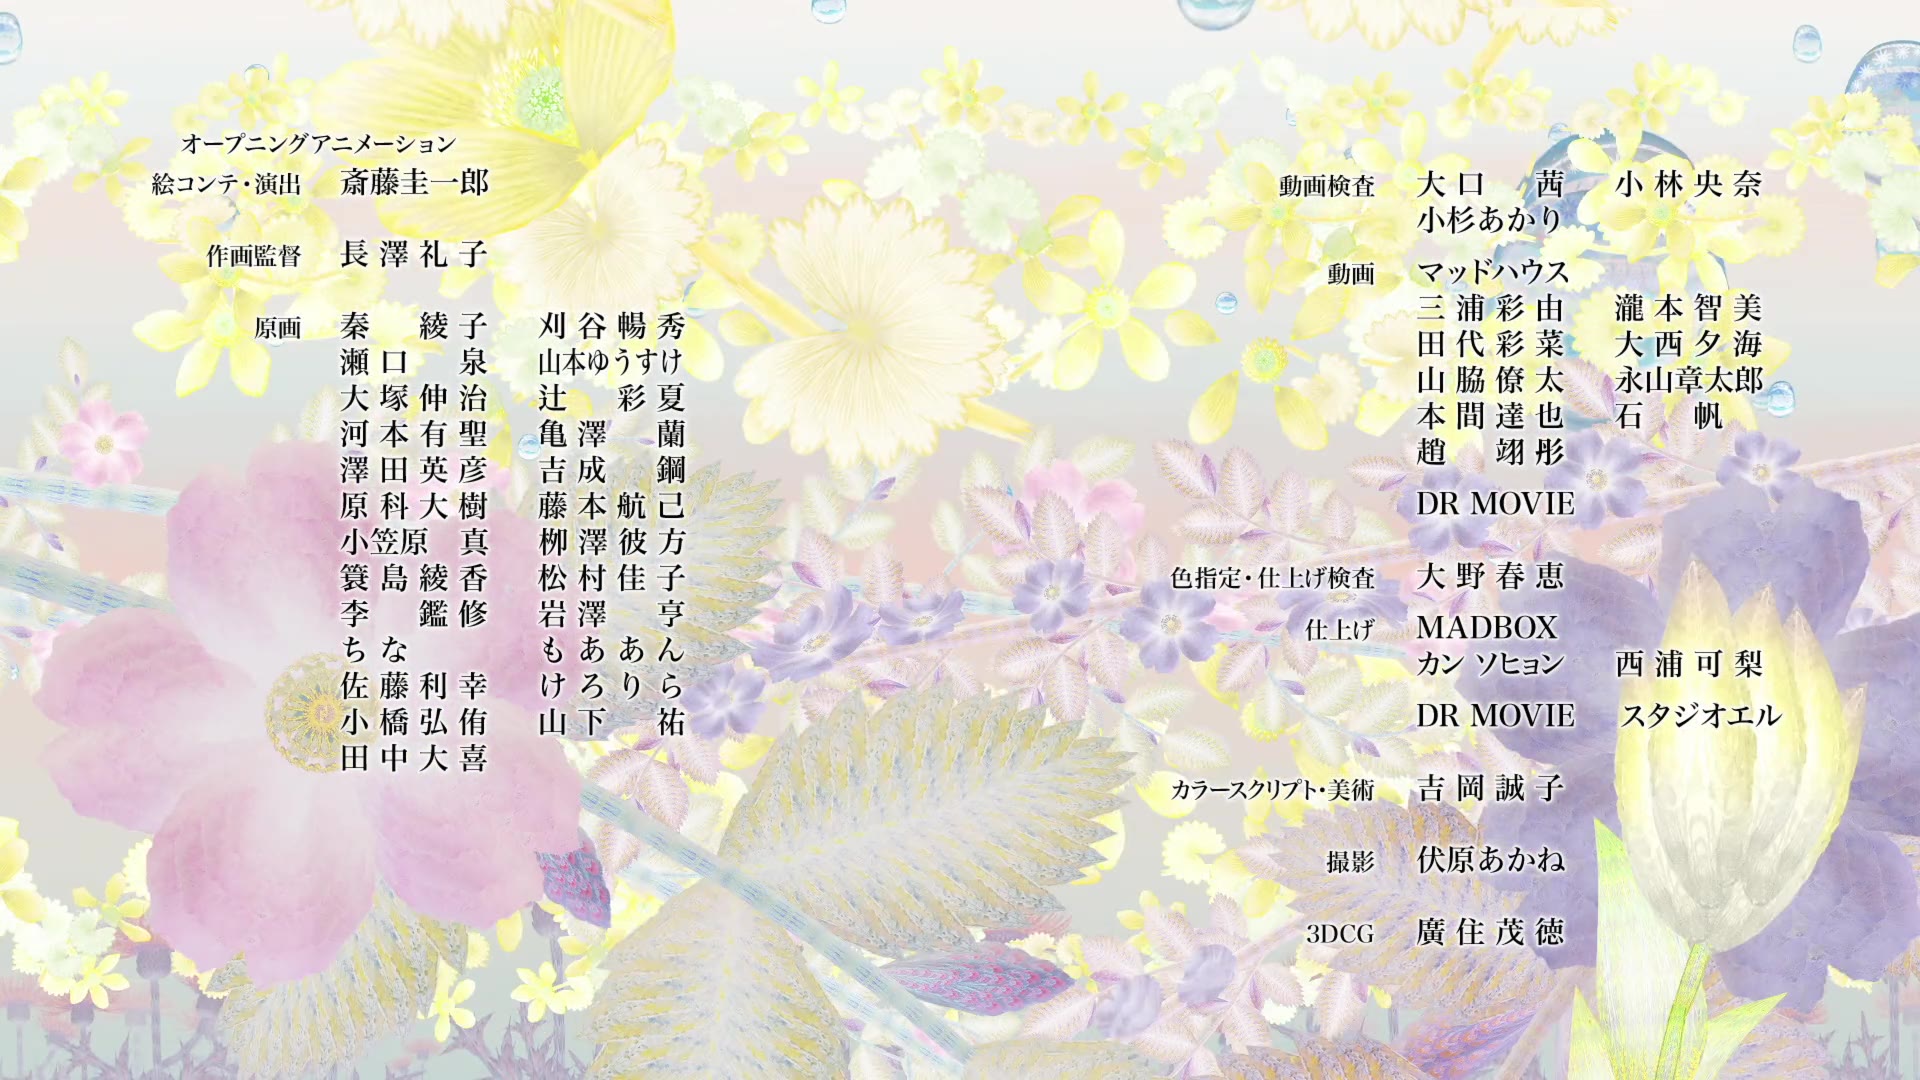 オープニングアニメーション
絵コンテ・演出 斎藤圭一郎
作画監督 長澤礼子
原画 秦 綾子 刈谷暢秀
瀬口 泉 山本ゆうすけ
大塚伸治 辻 彩夏
河本有聖 亀澤 蘭
澤田英彦 吉成 鋼
原科大樹 藤本航己
小笠原 真 栁澤彼方
簑島綾香 松村佳子
李 鑑修 岩澤 亨
ちな もああん
佐藤利幸 けろりら
小橋弘侑 山下 祐
田中大喜
動画検査 大口 茜 小林央奈
小杉あかり
動画 マッドハウス
三浦彩由 瀧本智美
田代彩菜 大西夕海
山脇僚太 永山章太郎
本間達也 石 帆
趙 翊彤
DR MOVIE
色指定・仕上げ検査 大野春恵
仕上げ MADBOX
カン ソヒョン 西浦可梨
DR MOVIE スタジオエル
カラースクリプト・美術 吉岡誠子
撮影 伏原あかね
3DCG 廣住茂徳